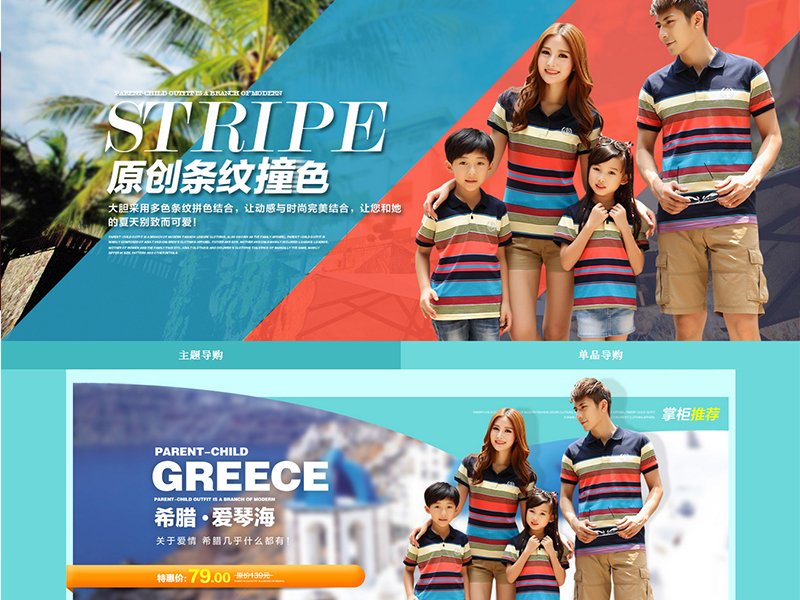 PARENT-CHILD OUTFIT IS A BRANCH OF MODERN
STRIPE
原创条纹撞色
大胆采用多色条纹拼色结合，让动感与时尚完美结合，让您和她
的夏天别致而可爱！
主题导购
单品导购
掌柜推荐
PARENT-CHILD
GREECE
PARENT-CHILD OUTFIT IS A BRANCH OF MODERN
希腊·爱琴海
关于爱情 希腊几乎什么都有！
特惠价：79.00 原价139元